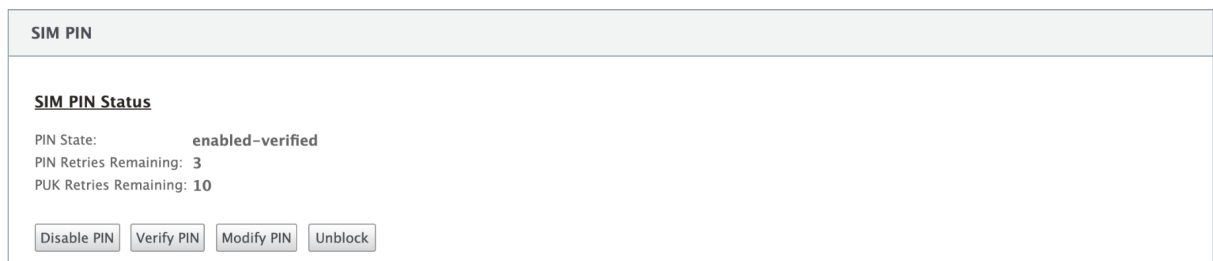 SIM PIN
SIM PIN Status
PIN State: enabled-verified
PIN Retries Remaining: 3
PUK Retries Remaining: 10
Disable PIN Verify PIN Modify PIN Unblock